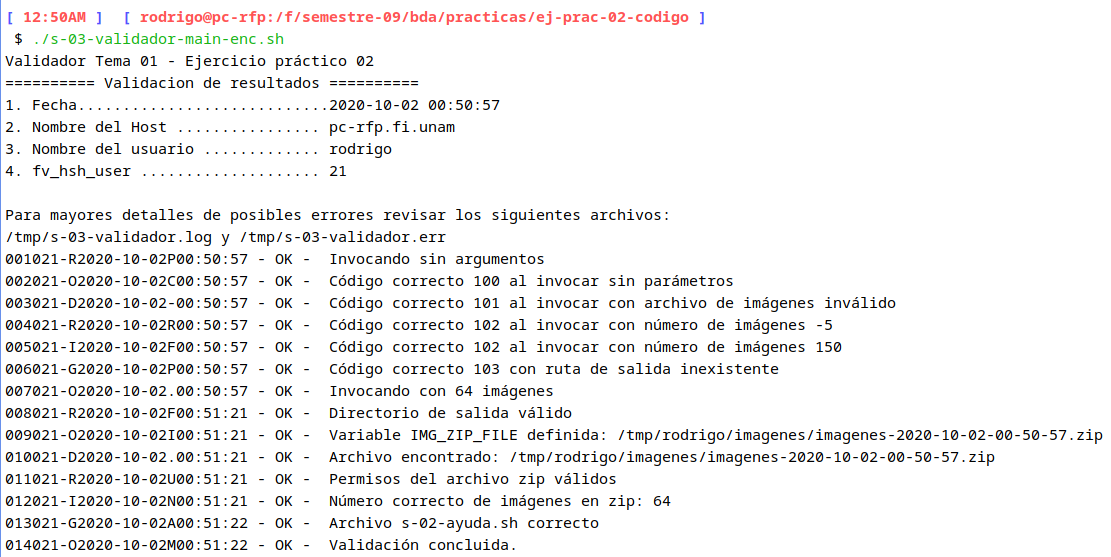 [ 12:50AM ]  [ rodrigo@pc-rfp:/f/semestre-09/bda/practicas/ej-prac-02-codigo ]
 $ ./s-03-validador-main-enc.sh
Validador Tema 01 - Ejercicio práctico 02
========== Validacion de resultados ==========
1. Fecha............................2020-10-02 00:50:57
2. Nombre del Host ................ pc-rfp.fi.unam
3. Nombre del usuario ............. rodrigo
4. fv_hsh_user .................... 21

Para mayores detalles de posibles errores revisar los siguientes archivos:
/tmp/s-03-validador.log y /tmp/s-03-validador.err
001021-R2020-10-02P00:50:57 - OK -  Invocando sin argumentos
002021-O2020-10-02C00:50:57 - OK -  Código correcto 100 al invocar sin parámetros
003021-D2020-10-02-00:50:57 - OK -  Código correcto 101 al invocar con archivo de imágenes inválido
004021-R2020-10-02R00:50:57 - OK -  Código correcto 102 al invocar con número de imágenes -5
005021-I2020-10-02F00:50:57 - OK -  Código correcto 102 al invocar con número de imágenes 150
006021-G2020-10-02P00:50:57 - OK -  Código correcto 103 con ruta de salida inexistente
007021-O2020-10-02.00:50:57 - OK -  Invocando con 64 imágenes
008021-R2020-10-02F00:51:21 - OK -  Directorio de salida válido
009021-O2020-10-02I00:51:21 - OK -  Variable IMG_ZIP_FILE definida: /tmp/rodrigo/imagenes/imagenes-2020-10-02-00-50-57.zip
010021-D2020-10-02.00:51:21 - OK -  Archivo encontrado: /tmp/rodrigo/imagenes/imagenes-2020-10-02-00-50-57.zip
011021-R2020-10-02U00:51:21 - OK -  Permisos del archivo zip válidos
012021-I2020-10-02N00:51:21 - OK -  Número correcto de imágenes en zip: 64
013021-G2020-10-02A00:51:22 - OK -  Archivo s-02-ayuda.sh correcto
014021-O2020-10-02M00:51:22 - OK -  Validación concluida.